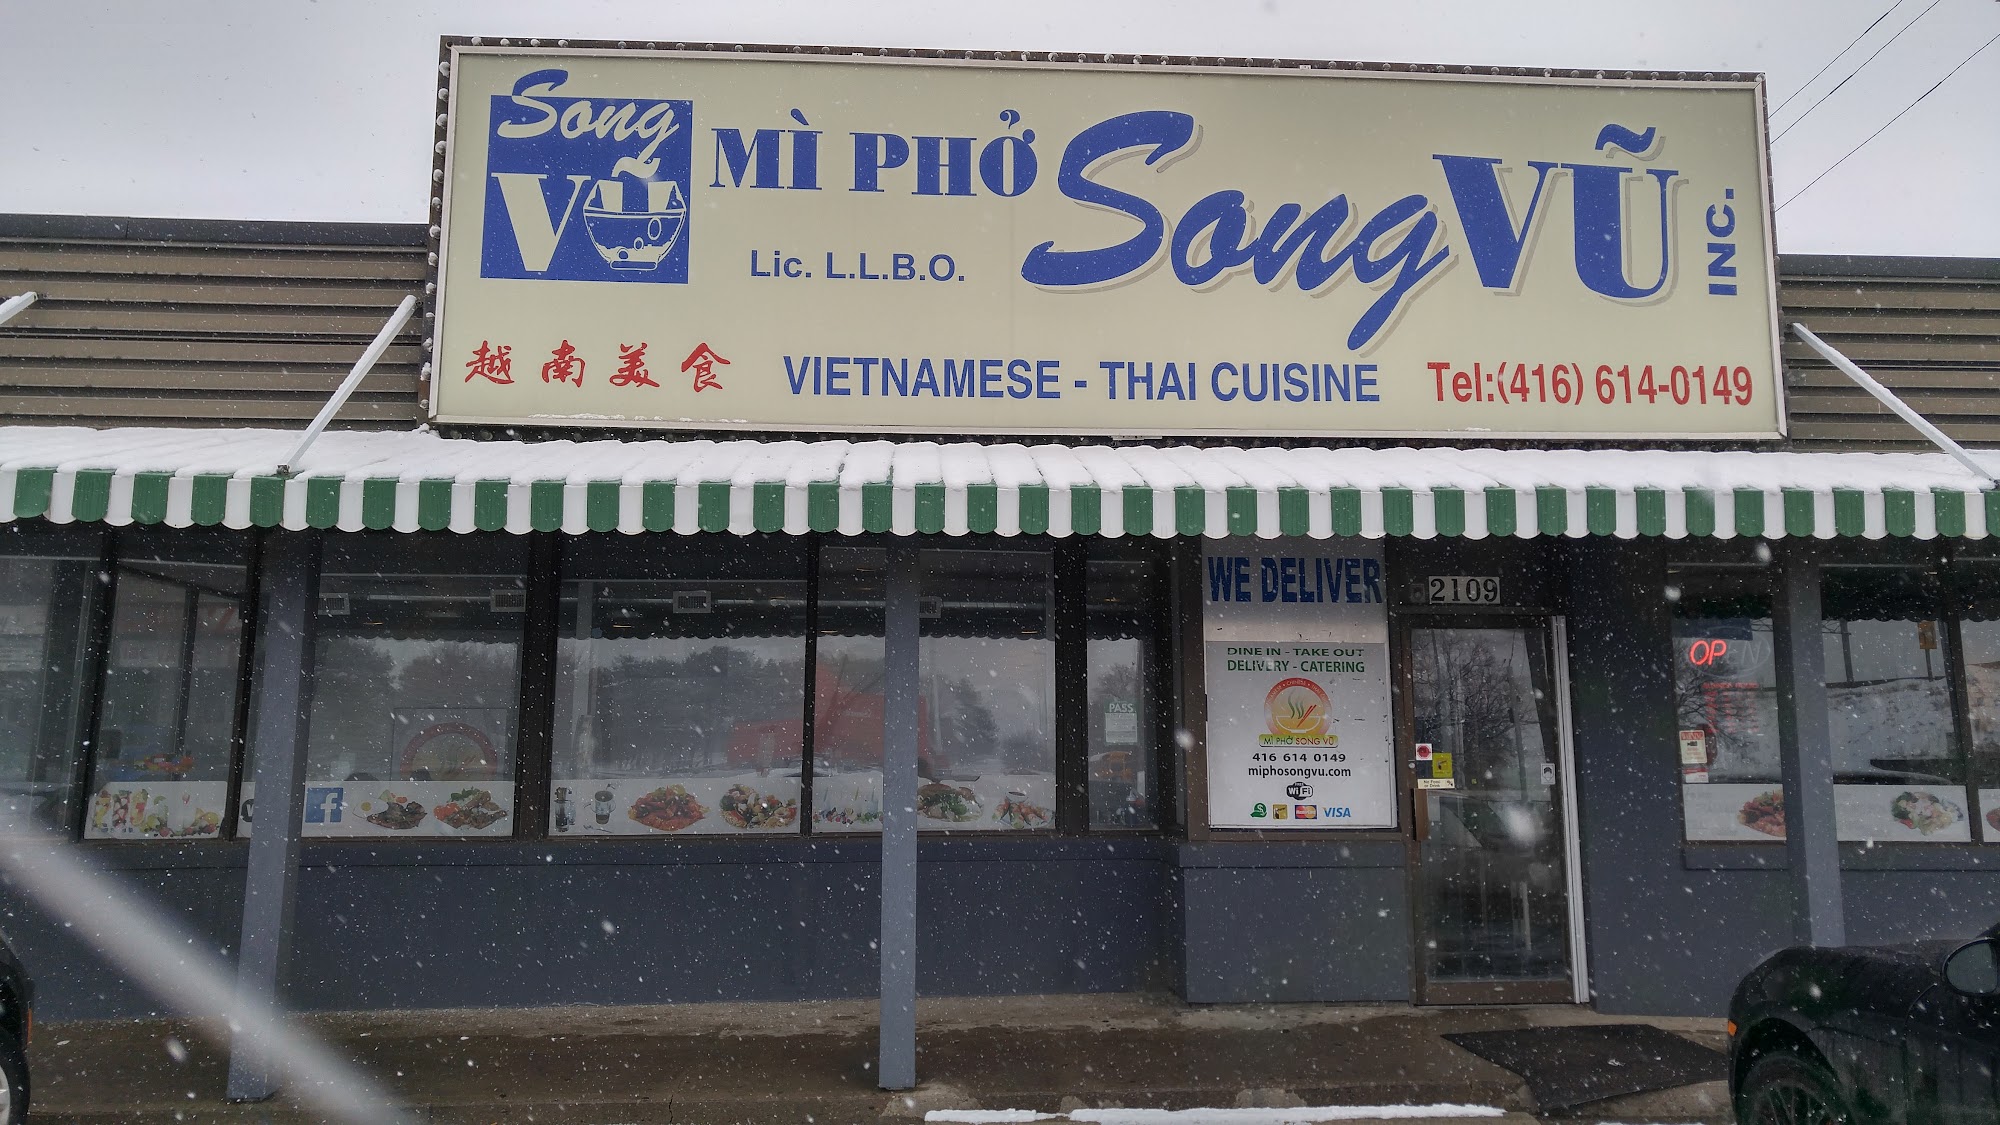 Song
VŨ
MÌ PHỞ
Song VŨ
INC.
Lic. L.L.B.O.
越南美食
VIETNAMESE - THAI CUISINE
Tel:(416) 614-0149
WE DELIVER
2109
DINE IN - TAKE OUT
DELIVERY - CATERING
MÌ PHỞ SONG VŨ
416 614 0149
miphosongvu.com
WiFi
VISA
OPEN
PASS
f